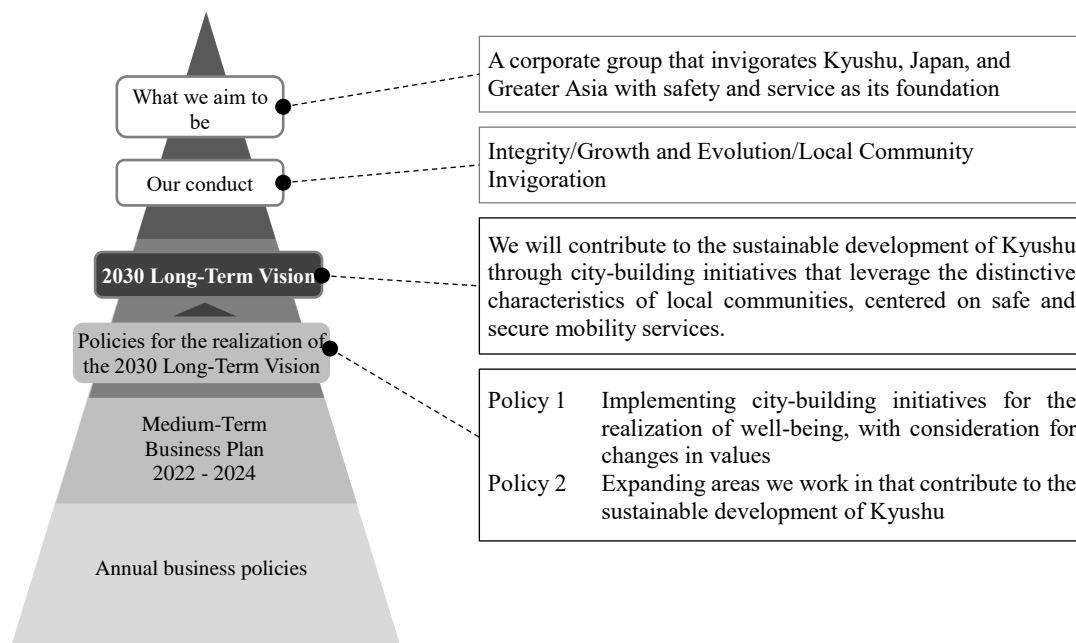 What we aim to
be
A corporate group that invigorates Kyushu, Japan, and
Greater Asia with safety and service as its foundation
Our conduct
Integrity/Growth and Evolution/Local Community
Invigoration
2030 Long-Term Vision
We will contribute to the sustainable development of Kyushu
through city-building initiatives that leverage the distinctive
characteristics of local communities, centered on safe and
secure mobility services.
Policies for the realization of
the 2030 Long-Term Vision
Policy 1 Implementing city-building initiatives for the
realization of well-being, with consideration for
changes in values
Policy 2 Expanding areas we work in that contribute to the
sustainable development of Kyushu
Medium-Term
Business Plan
2022 - 2024
Annual business policies